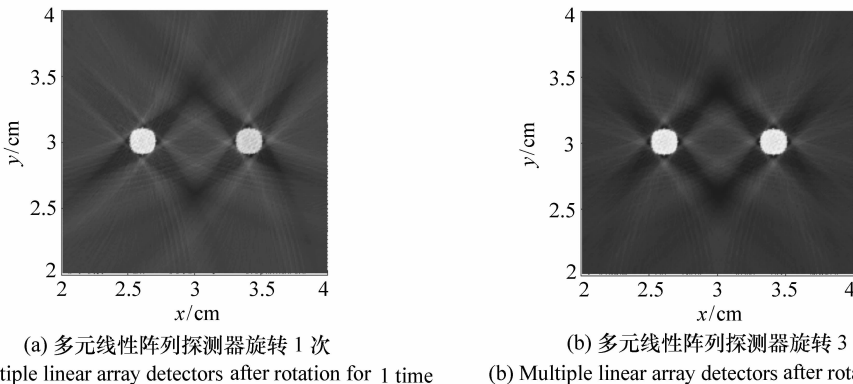 4
3.5
3
2.5
2
y/cm
2 2.5 3 3.5 4
x/cm
(a) 多元线性阵列探测器旋转 1 次
tiple linear array detectors after rotation for 1 time
4
3.5
3
2.5
2
y/cm
2 2.5 3 3.5 4
x/cm
(b) 多元线性阵列探测器旋转 3
(b) Multiple linear array detectors after rota